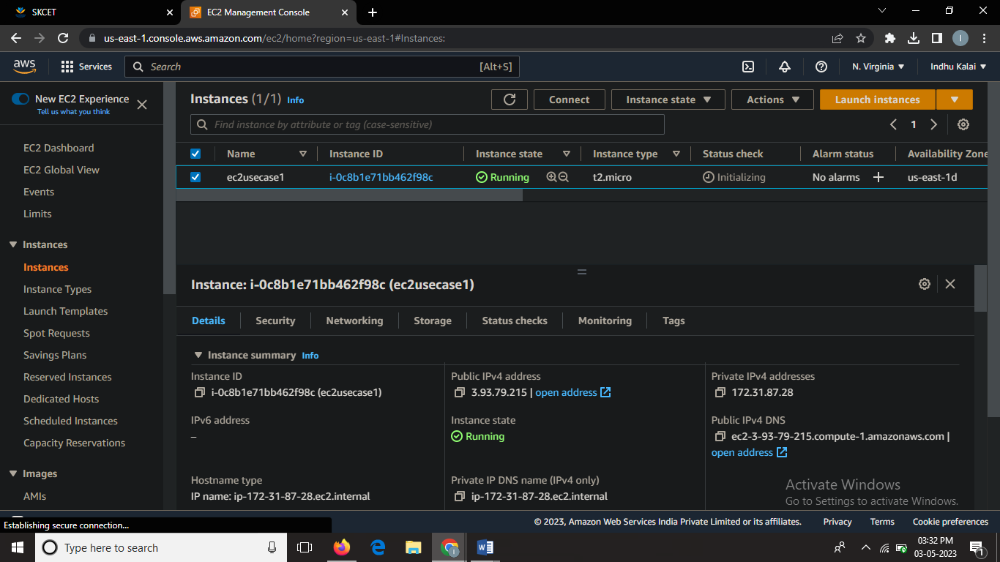 SKCET
EC2 Management Console
us-east-1.console.aws.amazon.com/ec2/home?region=us-east-1#Instances:
I
aws
Services
Search
[Alt+S]
N. Virginia
Indhu Kalai
New EC2 Experience
Tell us what you think
EC2 Dashboard
EC2 Global View
Events
Limits
Instances
Instances
Instance Types
Launch Templates
Spot Requests
Savings Plans
Reserved Instances
Dedicated Hosts
Scheduled Instances
Capacity Reservations
Images
AMIs
Instances (1/1) Info
Connect
Instance state
Actions
Launch instances
Find instance by attribute or tag (case-sensitive)
1
Name Instance ID Instance state Instance type Status check Alarm status Availability Zone
ec2usecase1 i-0c8b1e71bb462f98c Running t2.micro Initializing No alarms + us-east-1d
Instance: i-0c8b1e71bb462f98c (ec2usecase1)
Details Security Networking Storage Status checks Monitoring Tags
Instance summary Info
Instance ID
i-0c8b1e71bb462f98c (ec2usecase1)
Public IPv4 address
3.93.79.215 | open address
Private IPv4 addresses
172.31.87.28
IPv6 address
–
Instance state
Running
Public IPv4 DNS
ec2-3-93-79-215.compute-1.amazonaws.com |
open address
Hostname type
IP name: ip-172-31-87-28.ec2.internal
Private IP DNS name (IPv4 only)
ip-172-31-87-28.ec2.internal
Activate Windows
Go to Settings to activate Windows.
Establishing secure connection...
© 2023, Amazon Web Services India Private Limited or its affiliates. Privacy Terms Cookie preferences
Type here to search
03:32 PM
03-05-2023
1